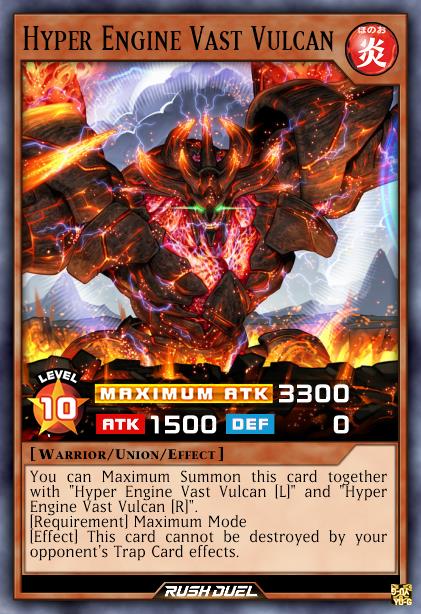 HYPER ENGINE VAST VULCAN
ほのお
炎
LEVEL
10
MAXIMUM ATK 3300
ATK 1500 DEF 0
[WARRIOR/UNION/EFFECT]
You can Maximum Summon this card together
with "Hyper Engine Vast Vulcan [L]" and "Hyper
Engine Vast Vulcan [R]".
[Requirement] Maximum Mode
[Effect] This card cannot be destroyed by your
opponent's Trap Card effects.
RUSH DUEL